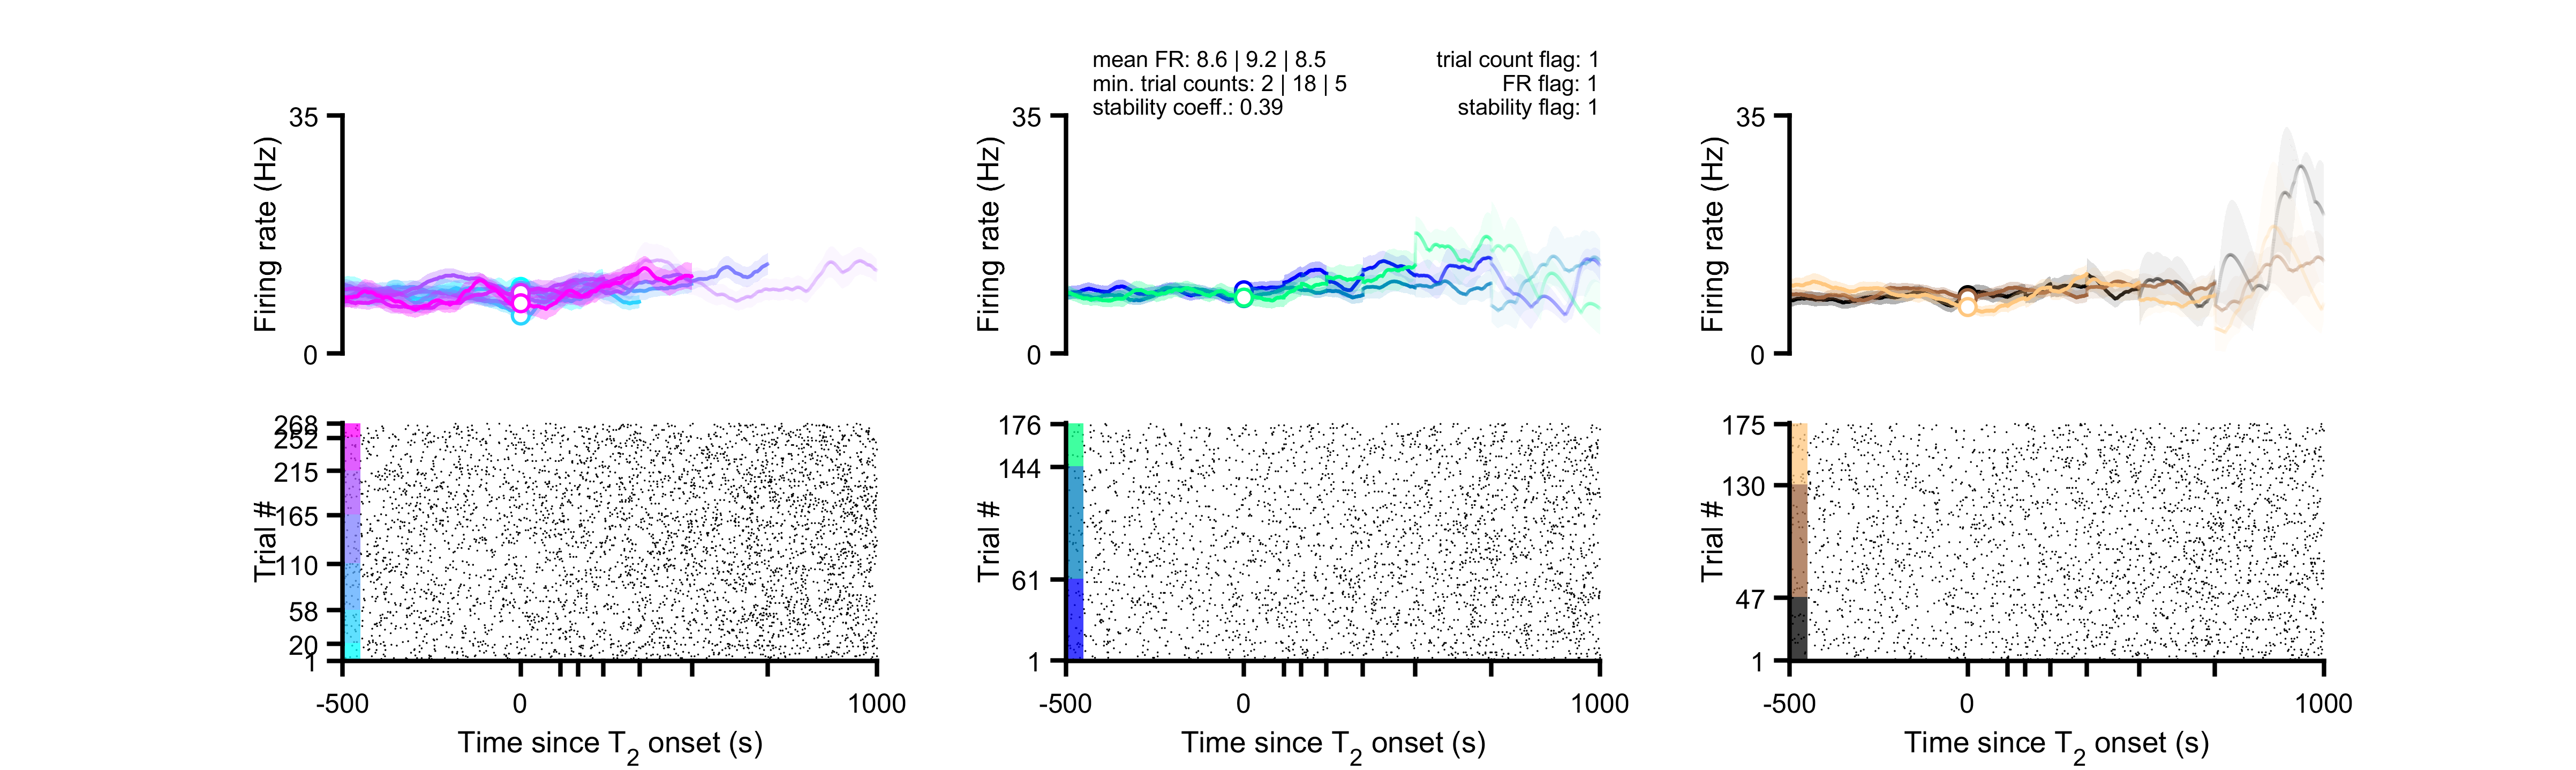 mean FR: 8.6 | 9.2 | 8.5
min. trial counts: 2 | 18 | 5
stability coeff.: 0.39
trial count flag: 1
FR flag: 1
stability flag: 1
35
Firing rate (Hz)
0
35
Firing rate (Hz)
0
35
Firing rate (Hz)
0
268
252
215
165
110
58
20
1
Trial #
-500
0
1000
Time since T2 onset (s)
176
144
61
1
Trial #
-500
0
1000
Time since T2 onset (s)
175
130
47
1
Trial #
-500
0
1000
Time since T2 onset (s)